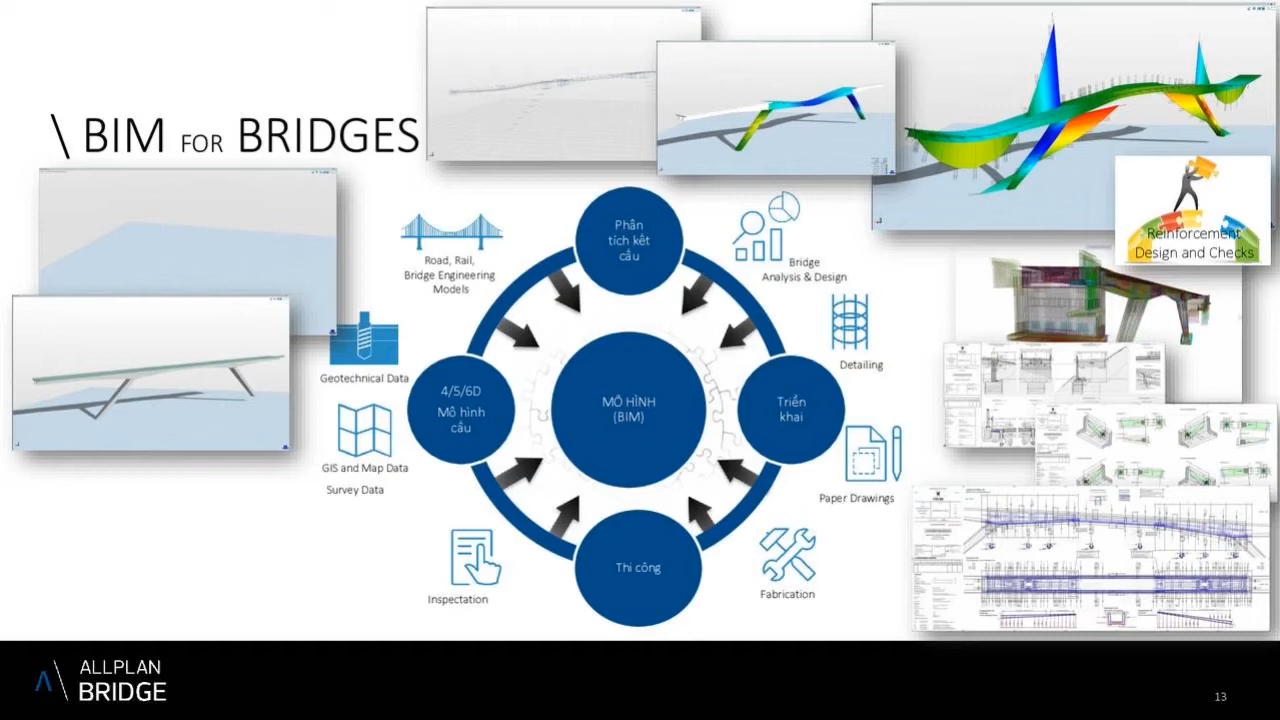 \ BIM FOR BRIDGES
Reinforcement
Design and Checks
Road, Rail,
Bridge Engineering
Models
Phân
tích kết
cấu
Bridge
Analysis & Design
Detailing
Geotechnical Data
4/5/6D
Mô hình
cầu
MÔ HÌNH
(BIM)
Triển
khai
GIS and Map Data
Survey Data
Paper Drawings
Inspectation
Thi công
Fabrication
ALLPLAN
BRIDGE
13